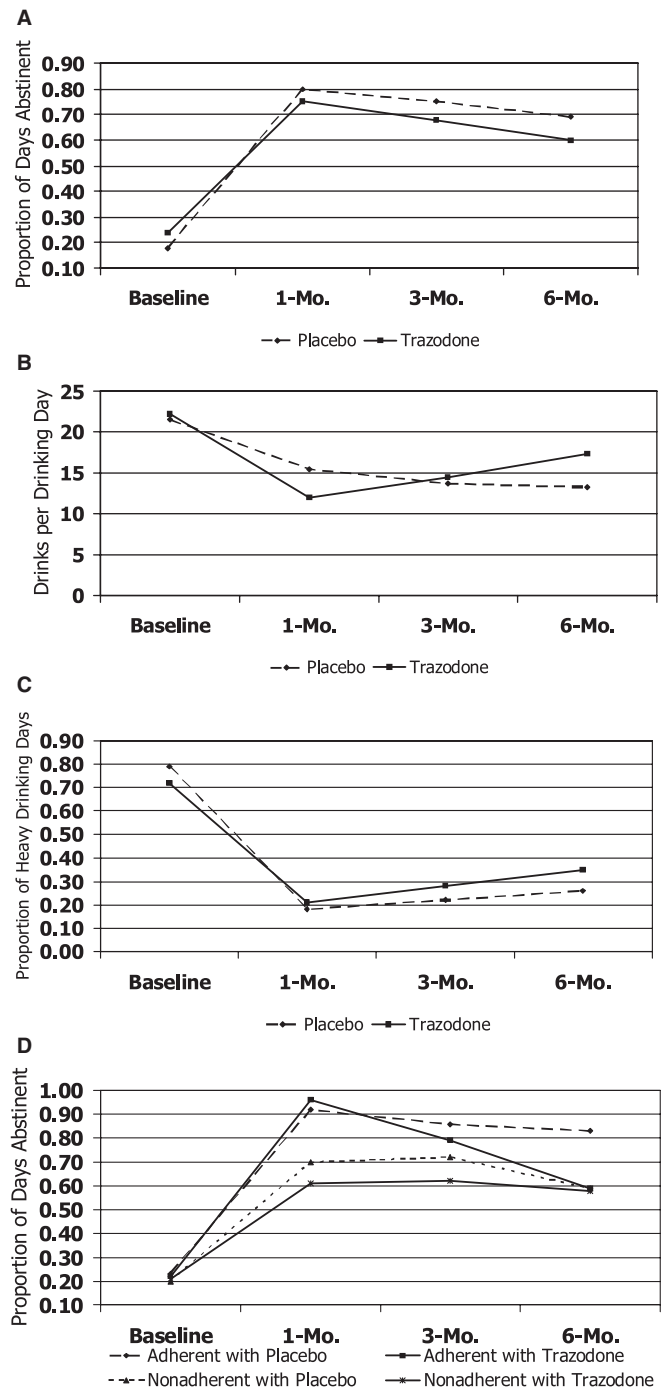 A
Proportion of Days Abstinent
0.90
0.80
0.70
0.60
0.50
0.40
0.30
0.20
0.10
Baseline 1-Mo. 3-Mo. 6-Mo.
Placebo Trazodone
B
Drinks per Drinking Day
25
20
15
10
5
0
Baseline 1-Mo. 3-Mo. 6-Mo.
Placebo Trazodone
C
Proportion of Heavy Drinking Days
0.90
0.80
0.70
0.60
0.50
0.40
0.30
0.20
0.10
0.00
Baseline 1-Mo. 3-Mo. 6-Mo.
Placebo Trazodone
D
Proportion of Days Abstinent
1.00
0.90
0.80
0.70
0.60
0.50
0.40
0.30
0.20
0.10
Baseline 1-Mo. 3-Mo. 6-Mo.
Adherent with Placebo Adherent with Trazodone
Nonadherent with Placebo Nonadherent with Trazodone